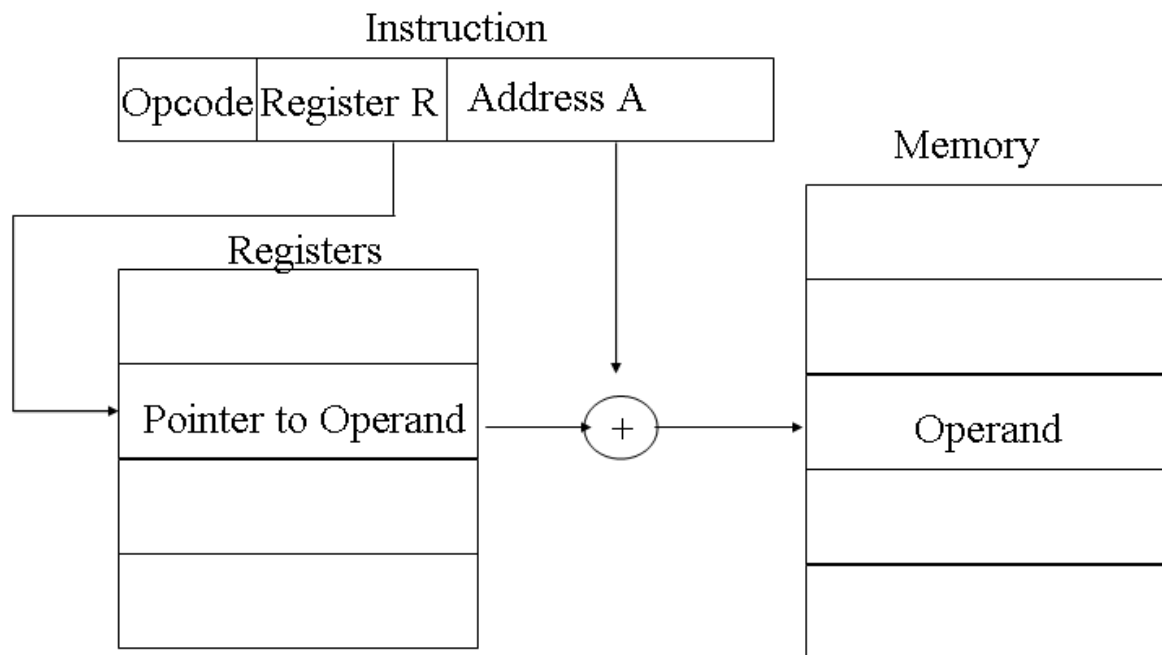 Instruction
Opcode Register R Address A
Memory
Registers
Pointer to Operand
+
Operand